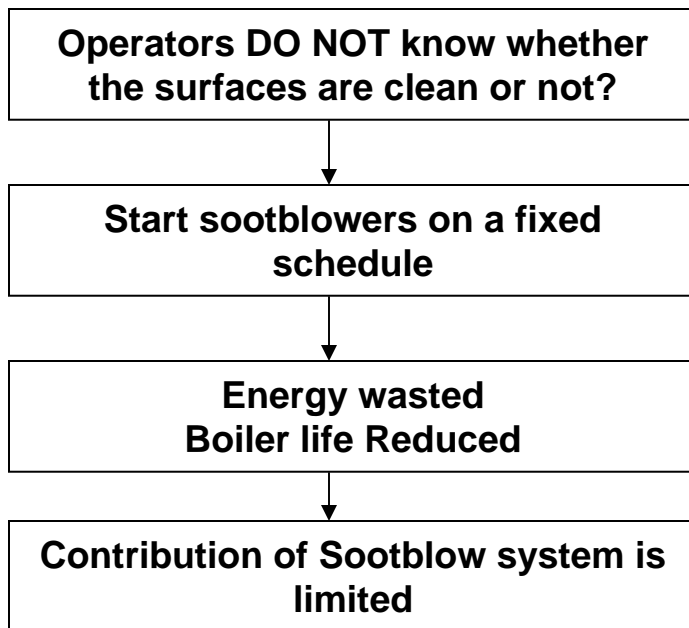 Operators DO NOT know whether
the surfaces are clean or not?
Start sootblowers on a fixed
schedule
Energy wasted
Boiler life Reduced
Contribution of Sootblow system is
limited